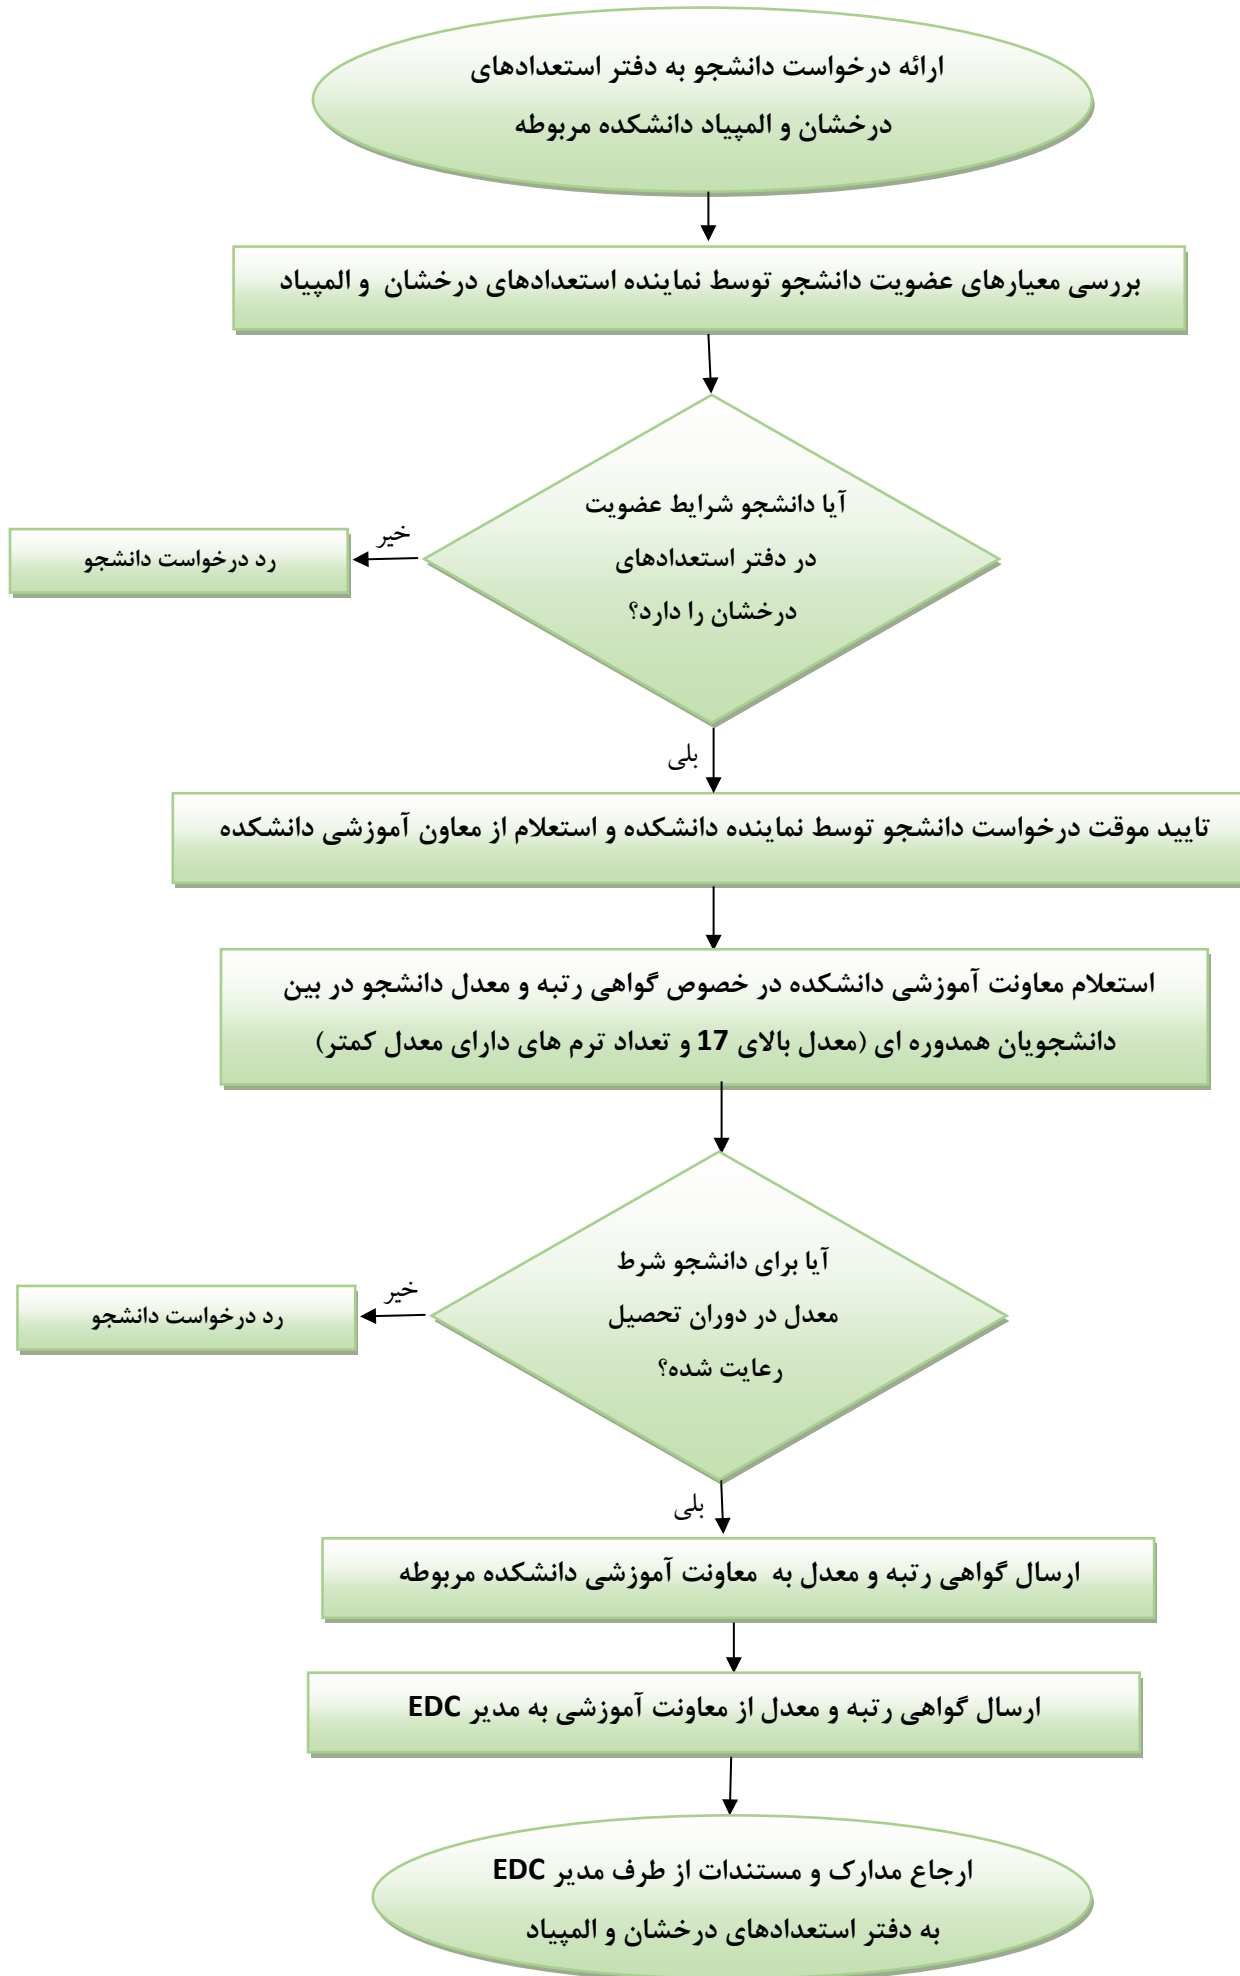 ارائه درخواست دانشجو به دفتر استعدادهای
درخشان و المپیاد دانشکده مربوطه
بررسی معیارهای عضویت دانشجو توسط نماینده استعدادهای درخشان و المپیاد
آیا دانشجو شرایط عضویت
در دفتر استعدادهای
درخشان را دارد؟
خیر
رد درخواست دانشجو
بلی
تایید موقت درخواست دانشجو توسط نماینده دانشکده و استعلام از معاون آموزشی دانشکده
استعلام معاونت آموزشی دانشکده در خصوص گواهی رتبه و معدل دانشجو در بین
دانشجویان همدوره ای (معدل بالای 17 و تعداد ترم های دارای معدل کمتر)
آیا برای دانشجو شرط
معدل در دوران تحصیل
رعایت شده؟
خیر
رد درخواست دانشجو
بلی
ارسال گواهی رتبه و معدل به معاونت آموزشی دانشکده مربوطه
ارسال گواهی رتبه و معدل از معاونت آموزشی به مدیر EDC
ارجاع مدارک و مستندات از طرف مدیر EDC
به دفتر استعدادهای درخشان و المپیاد